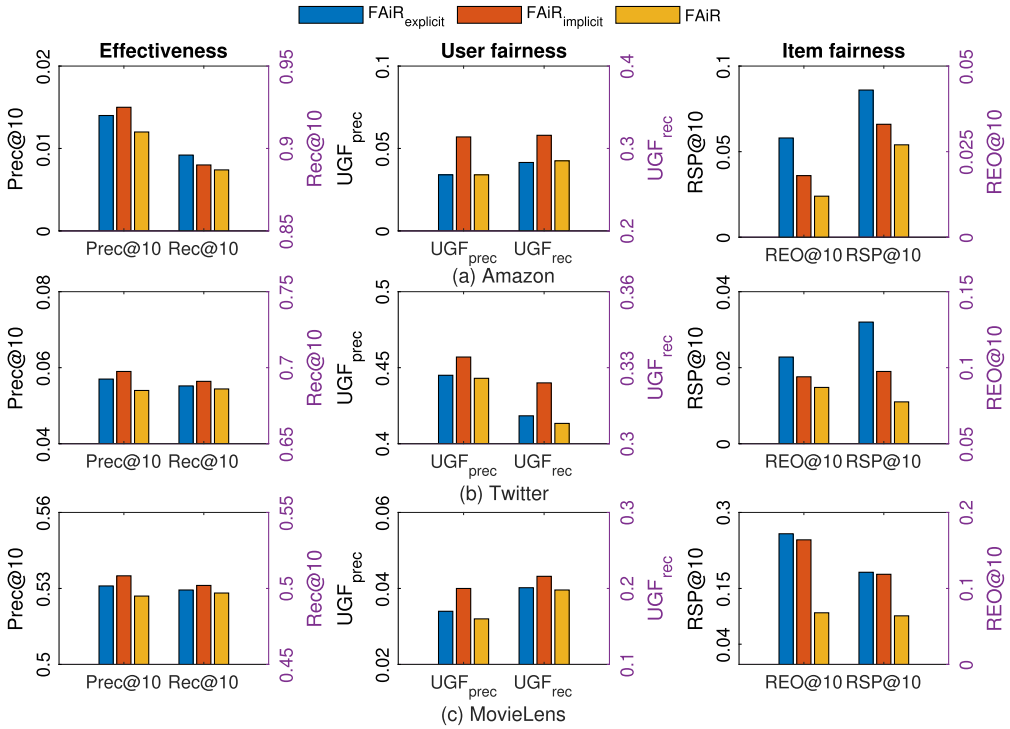 FAiR_explicit FAiR_implicit FAiR
Effectiveness
User fairness
Item fairness
0.02
0.01
0
Prec@10
0.95
0.9
0.85
Rec@10
Prec@10 Rec@10
0.1
0.05
0
UGF_prec
0.4
0.3
0.2
UGF_rec
UGF_prec UGF_rec
0.1
0.05
0
RSP@10
0.05
0.025
0
REO@10
REO@10 RSP@10
(a) Amazon
0.08
0.06
0.04
Prec@10
0.75
0.7
0.65
Rec@10
Prec@10 Rec@10
0.5
0.45
0.4
UGF_prec
0.36
0.33
0.3
UGF_rec
UGF_prec UGF_rec
0.04
0.02
0
RSP@10
0.15
0.1
0.05
REO@10
REO@10 RSP@10
(b) Twitter
0.56
0.53
0.5
Prec@10
0.55
0.5
0.45
Rec@10
Prec@10 Rec@10
0.06
0.04
0.02
UGF_prec
0.3
0.2
0.1
UGF_rec
UGF_prec UGF_rec
0.3
0.15
0.04
RSP@10
0.2
0.1
0
REO@10
REO@10 RSP@10
(c) MovieLens